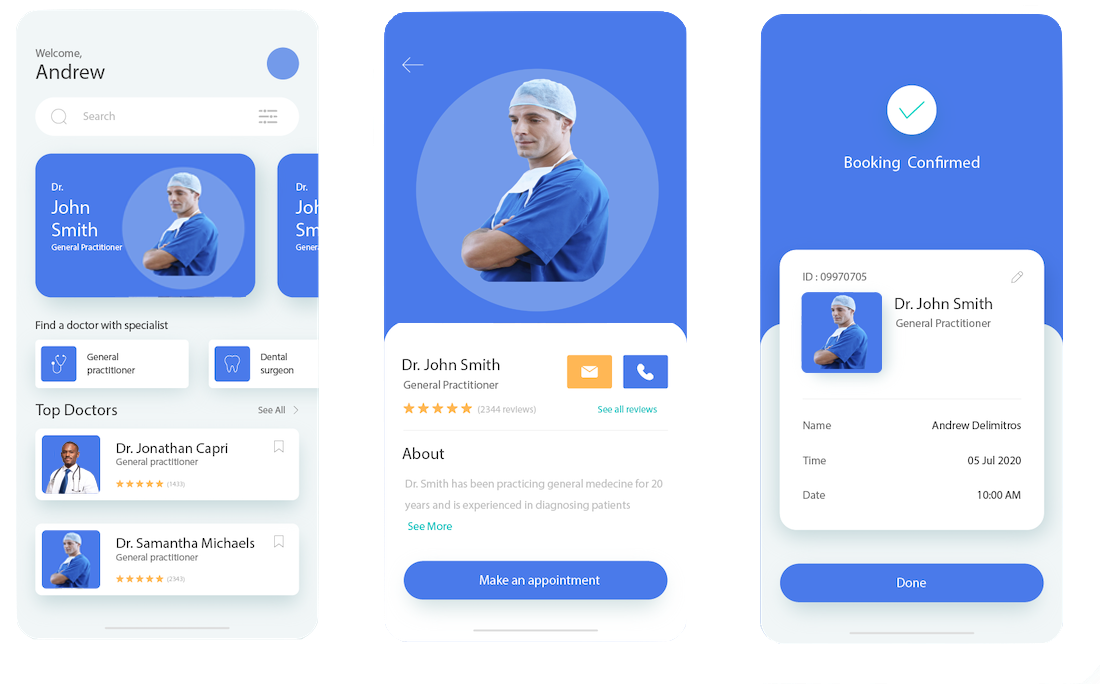 Welcome,
Andrew
Search
Dr.
John
Smith
General Practitioner
Dr.
Joh
Sm
Gener
Find a doctor with specialist
General
practitioner
Dental
surgeon
Top Doctors
See All
Dr. Jonathan Capri
General practitioner
(1433)
Dr. Samantha Michaels
General practitioner
(2343)
Dr. John Smith
General Practitioner
(2344 reviews)
See all reviews
About
Dr. Smith has been practicing general medecine for 20
years and is experienced in diagnosing patients
See More
Make an appointment
Booking Confirmed
ID : 09970705
Dr. John Smith
General Practitioner
Name Andrew Delimitros
Time 05 Jul 2020
Date 10:00 AM
Done